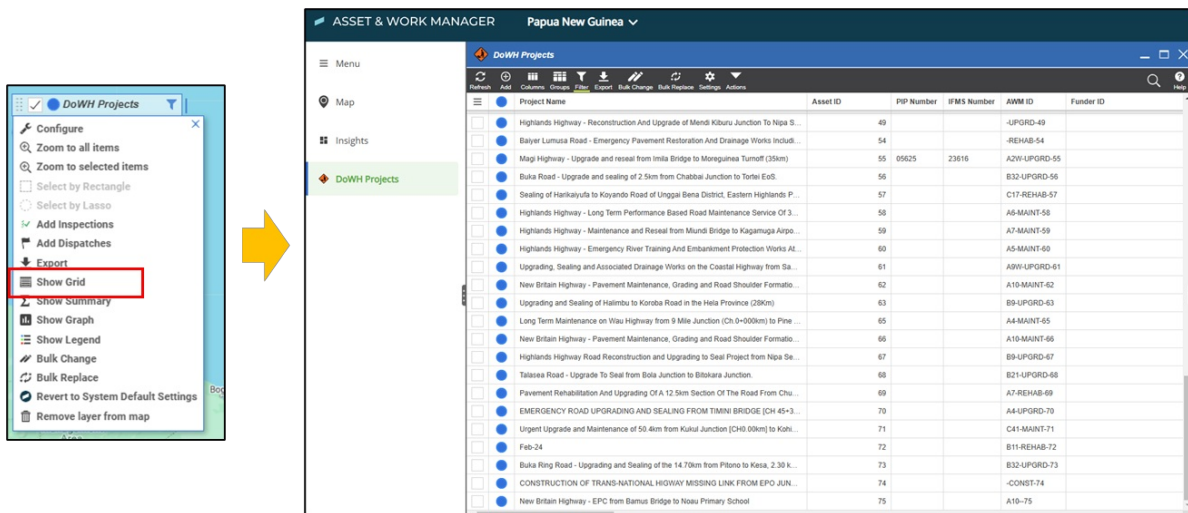 DoWH Projects
Configure
Zoom to all items
Zoom to selected items
Select by Rectangle
Select by Lasso
Add Inspections
Add Dispatches
Export
Show Grid
Show Summary
Show Graph
Show Legend
Bulk Change
Bulk Replace
Revert to System Default Settings
Remove layer from map
ASSET & WORK MANAGER Papua New Guinea
Menu
Map
Insights
DoWH Projects
DoWH Projects
Refresh Add Columns Groups Filter Export Bulk Change Bulk Replace Settings Actions Help
Project Name Asset ID PIP Number IFMS Number AWM ID Funder ID
Highlands Highway - Reconstruction And Upgrade of Mendi Kiburu Junction To Nipa S... 49 -UPGRD-49
Baiyer Lumusa Road - Emergency Pavement Restoration And Drainage Works Includi... 54 -REHAB-54
Magi Highway - Upgrade and reseal from Imila Bridge to Moreguinea Turnoff (35km) 55 05625 23616 A2W-UPGRD-55
Buka Road - Upgrade and sealing of 2.5km from Chabbai Junction to Tortei EoS. 56 B32-UPGRD-56
Sealing of Harikaiyufa to Koyando Road of Unggai Bena District, Eastern Highlands P... 57 C17-REHAB-57
Highlands Highway - Long Term Performance Based Road Maintenance Service Of 3... 58 A6-MAINT-58
Highlands Highway - Maintenance and Reseal from Miundi Bridge to Kagamuga Airpo... 59 A7-MAINT-59
Highlands Highway - Emergency River Training And Embankment Protection Works At... 60 A5-MAINT-60
Upgrading, Sealing and Associated Drainage Works on the Coastal Highway from Sa... 61 A9W-UPGRD-61
New Britain Highway - Pavement Maintenance, Grading and Road Shoulder Formatio... 62 A10-MAINT-62
Upgrading and Sealing of Halimbu to Koroba Road in the Hela Province (28Km) 63 B9-UPGRD-63
Long Term Maintenance on Wau Highway from 9 Mile Junction (Ch.0+000km) to Pine ... 65 A4-MAINT-65
New Britain Highway - Pavement Maintenance, Grading and Road Shoulder Formatio... 66 A10-MAINT-66
Highlands Highway Road Reconstruction and Upgrading to Seal Project from Nipa Se... 67 B9-UPGRD-67
Talasea Road - Upgrade To Seal from Bola Junction to Bitokara Junction. 68 B21-UPGRD-68
Pavement Rehabilitation And Upgrading Of A 12.5km Section Of The Road From Chu... 69 A7-REHAB-69
EMERGENCY ROAD UPGRADING AND SEALING FROM TIMINI BRIDGE [CH 45+3... 70 A4-UPGRD-70
Urgent Upgrade and Maintenance of 50.4km from Kukul Junction [CH0.00km] to Kohi... 71 C41-MAINT-71
Feb-24 72 B11-REHAB-72
Buka Ring Road - Upgrading and Sealing of the 14.70km from Pitono to Kesa, 2.30 k... 73 B32-UPGRD-73
CONSTRUCTION OF TRANS-NATIONAL HIGWAY MISSING LINK FROM EPO JUN... 74 -CONST-74
New Britain Highway - EPC from Bamus Bridge to Noau Primary School 75 A10--75